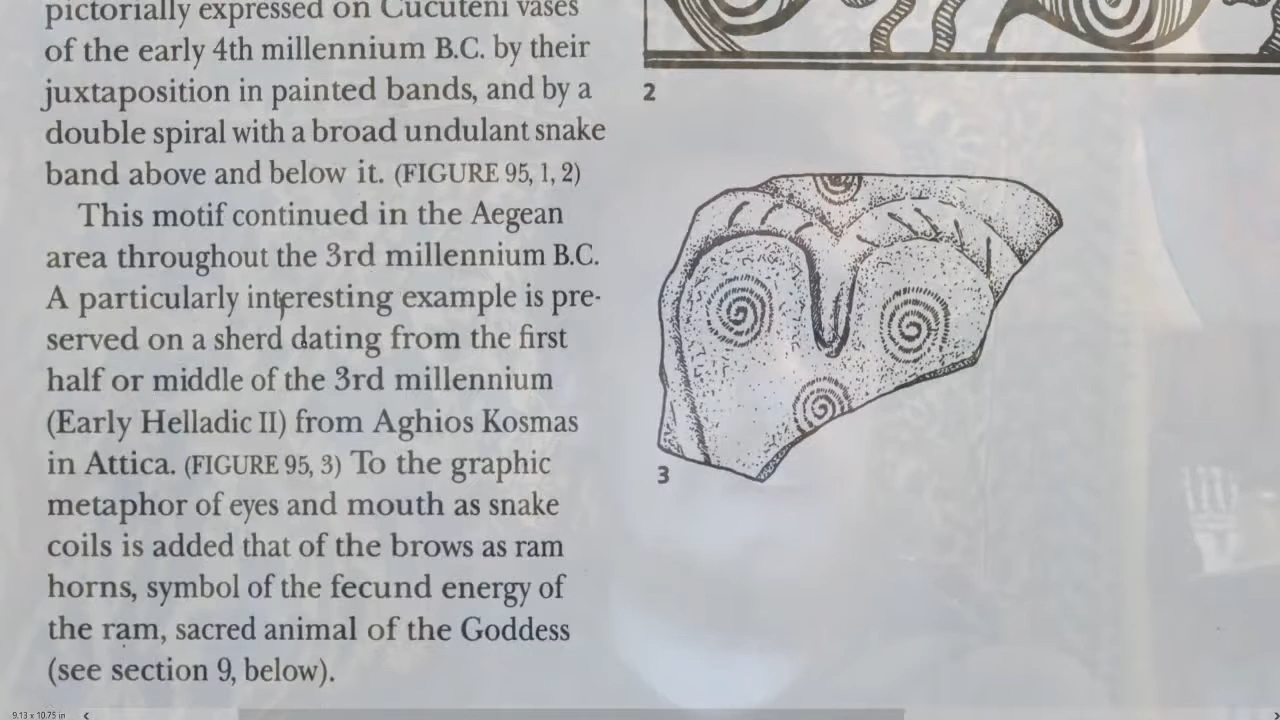 pictorially expressed on Cucuteni vases
of the early 4th millennium B.C. by their
juxtaposition in painted bands, and by a
double spiral with a broad undulant snake
band above and below it. (FIGURE 95, 1, 2)
This motif continued in the Aegean
area throughout the 3rd millennium B.C.
A particularly interesting example is pre-
served on a sherd dating from the first
half or middle of the 3rd millennium
(Early Helladic II) from Aghios Kosmas
in Attica. (FIGURE 95, 3) To the graphic
metaphor of eyes and mouth as snake
coils is added that of the brows as ram
horns, symbol of the fecund energy of
the ram, sacred animal of the Goddess
(see section 9, below).
2
3
9.13 x 10.75 in